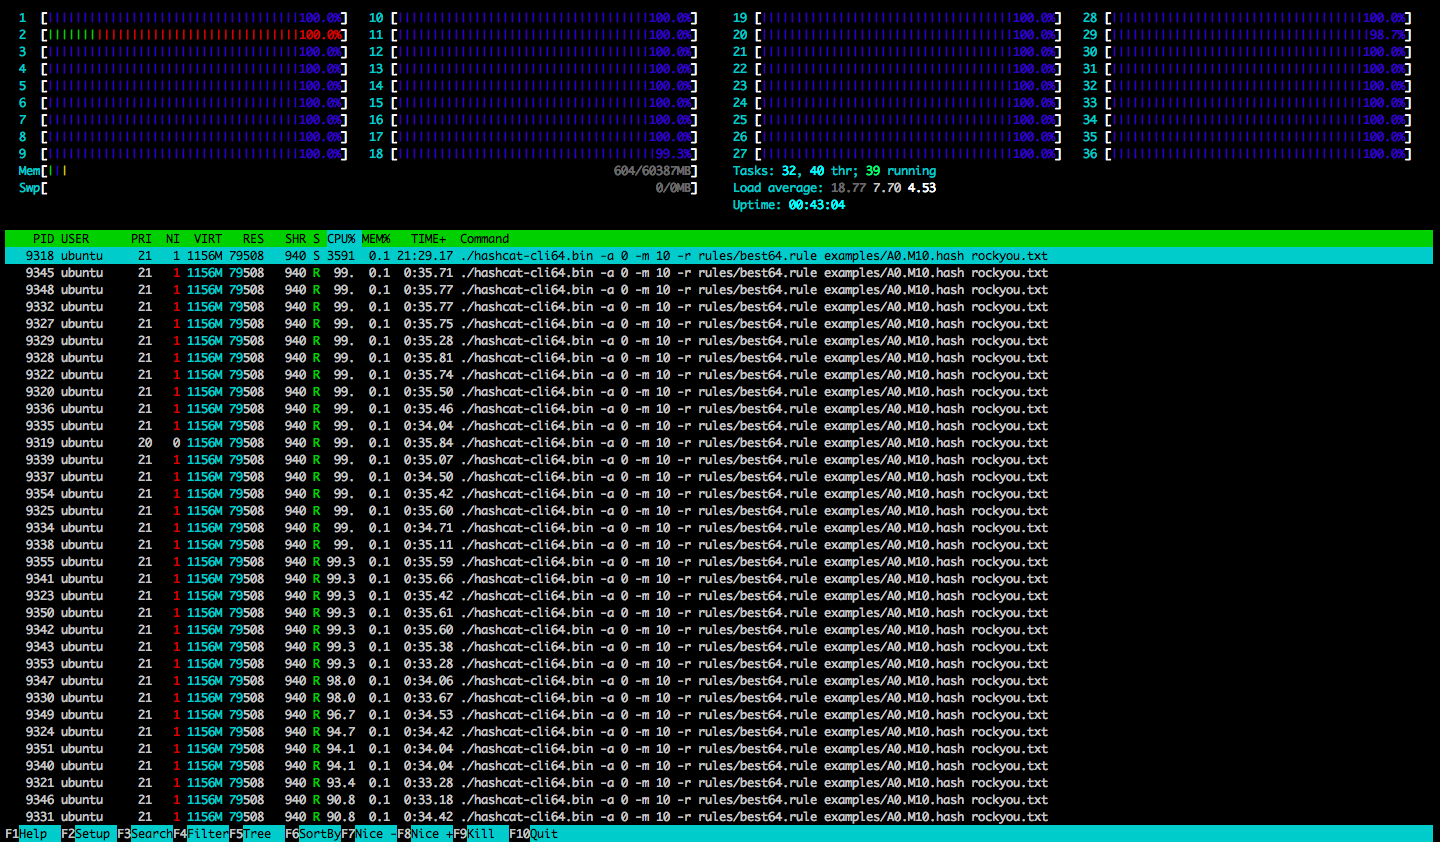 1 [100.0%] 10 [100.0%] 19 [100.0%] 28 [100.0%]
2 [100.0%] 11 [100.0%] 20 [100.0%] 29 [98.7%]
3 [100.0%] 12 [100.0%] 21 [100.0%] 30 [100.0%]
4 [100.0%] 13 [100.0%] 22 [100.0%] 31 [100.0%]
5 [100.0%] 14 [100.0%] 23 [100.0%] 32 [100.0%]
6 [100.0%] 15 [100.0%] 24 [100.0%] 33 [100.0%]
7 [100.0%] 16 [100.0%] 25 [100.0%] 34 [100.0%]
8 [100.0%] 17 [100.0%] 26 [100.0%] 35 [100.0%]
9 [100.0%] 18 [99.3%] 27 [100.0%] 36 [100.0%]
Mem[604/60387MB] Tasks: 32, 40 thr; 39 running
Swp[0/0MB] Load average: 18.77 7.70 4.53
Uptime: 00:43:04
PID USER PRI NI VIRT RES SHR S CPU% MEM% TIME+ Command
9318 ubuntu 21 1 1156M 79508 940 S 3591 0.1 21:29.17 ./hashcat-cli64.bin -a 0 -m 10 -r rules/best64.rule examples/A0.M10.hash rockyou.txt
9345 ubuntu 21 1 1156M 79508 940 R 99. 0.1 0:35.71 ./hashcat-cli64.bin -a 0 -m 10 -r rules/best64.rule examples/A0.M10.hash rockyou.txt
9348 ubuntu 21 1 1156M 79508 940 R 99. 0.1 0:35.77 ./hashcat-cli64.bin -a 0 -m 10 -r rules/best64.rule examples/A0.M10.hash rockyou.txt
9332 ubuntu 21 1 1156M 79508 940 R 99. 0.1 0:35.77 ./hashcat-cli64.bin -a 0 -m 10 -r rules/best64.rule examples/A0.M10.hash rockyou.txt
9327 ubuntu 21 1 1156M 79508 940 R 99. 0.1 0:35.75 ./hashcat-cli64.bin -a 0 -m 10 -r rules/best64.rule examples/A0.M10.hash rockyou.txt
9329 ubuntu 21 1 1156M 79508 940 R 99. 0.1 0:35.28 ./hashcat-cli64.bin -a 0 -m 10 -r rules/best64.rule examples/A0.M10.hash rockyou.txt
9328 ubuntu 21 1 1156M 79508 940 R 99. 0.1 0:35.81 ./hashcat-cli64.bin -a 0 -m 10 -r rules/best64.rule examples/A0.M10.hash rockyou.txt
9322 ubuntu 21 1 1156M 79508 940 R 99. 0.1 0:35.74 ./hashcat-cli64.bin -a 0 -m 10 -r rules/best64.rule examples/A0.M10.hash rockyou.txt
9320 ubuntu 21 1 1156M 79508 940 R 99. 0.1 0:35.50 ./hashcat-cli64.bin -a 0 -m 10 -r rules/best64.rule examples/A0.M10.hash rockyou.txt
9336 ubuntu 21 1 1156M 79508 940 R 99. 0.1 0:35.46 ./hashcat-cli64.bin -a 0 -m 10 -r rules/best64.rule examples/A0.M10.hash rockyou.txt
9335 ubuntu 21 1 1156M 79508 940 R 99. 0.1 0:34.04 ./hashcat-cli64.bin -a 0 -m 10 -r rules/best64.rule examples/A0.M10.hash rockyou.txt
9319 ubuntu 20 0 1156M 79508 940 R 99. 0.1 0:35.84 ./hashcat-cli64.bin -a 0 -m 10 -r rules/best64.rule examples/A0.M10.hash rockyou.txt
9339 ubuntu 21 1 1156M 79508 940 R 99. 0.1 0:35.07 ./hashcat-cli64.bin -a 0 -m 10 -r rules/best64.rule examples/A0.M10.hash rockyou.txt
9337 ubuntu 21 1 1156M 79508 940 R 99. 0.1 0:34.50 ./hashcat-cli64.bin -a 0 -m 10 -r rules/best64.rule examples/A0.M10.hash rockyou.txt
9354 ubuntu 21 1 1156M 79508 940 R 99. 0.1 0:35.42 ./hashcat-cli64.bin -a 0 -m 10 -r rules/best64.rule examples/A0.M10.hash rockyou.txt
9325 ubuntu 21 1 1156M 79508 940 R 99. 0.1 0:35.60 ./hashcat-cli64.bin -a 0 -m 10 -r rules/best64.rule examples/A0.M10.hash rockyou.txt
9334 ubuntu 21 1 1156M 79508 940 R 99. 0.1 0:34.71 ./hashcat-cli64.bin -a 0 -m 10 -r rules/best64.rule examples/A0.M10.hash rockyou.txt
9338 ubuntu 21 1 1156M 79508 940 R 99. 0.1 0:35.11 ./hashcat-cli64.bin -a 0 -m 10 -r rules/best64.rule examples/A0.M10.hash rockyou.txt
9355 ubuntu 21 1 1156M 79508 940 R 99.3 0.1 0:35.59 ./hashcat-cli64.bin -a 0 -m 10 -r rules/best64.rule examples/A0.M10.hash rockyou.txt
9341 ubuntu 21 1 1156M 79508 940 R 99.3 0.1 0:35.66 ./hashcat-cli64.bin -a 0 -m 10 -r rules/best64.rule examples/A0.M10.hash rockyou.txt
9323 ubuntu 21 1 1156M 79508 940 R 99.3 0.1 0:35.42 ./hashcat-cli64.bin -a 0 -m 10 -r rules/best64.rule examples/A0.M10.hash rockyou.txt
9350 ubuntu 21 1 1156M 79508 940 R 99.3 0.1 0:35.61 ./hashcat-cli64.bin -a 0 -m 10 -r rules/best64.rule examples/A0.M10.hash rockyou.txt
9342 ubuntu 21 1 1156M 79508 940 R 99.3 0.1 0:35.60 ./hashcat-cli64.bin -a 0 -m 10 -r rules/best64.rule examples/A0.M10.hash rockyou.txt
9343 ubuntu 21 1 1156M 79508 940 R 99.3 0.1 0:35.38 ./hashcat-cli64.bin -a 0 -m 10 -r rules/best64.rule examples/A0.M10.hash rockyou.txt
9353 ubuntu 21 1 1156M 79508 940 R 99.3 0.1 0:33.28 ./hashcat-cli64.bin -a 0 -m 10 -r rules/best64.rule examples/A0.M10.hash rockyou.txt
9347 ubuntu 21 1 1156M 79508 940 R 98.0 0.1 0:34.06 ./hashcat-cli64.bin -a 0 -m 10 -r rules/best64.rule examples/A0.M10.hash rockyou.txt
9330 ubuntu 21 1 1156M 79508 940 R 98.0 0.1 0:33.67 ./hashcat-cli64.bin -a 0 -m 10 -r rules/best64.rule examples/A0.M10.hash rockyou.txt
9349 ubuntu 21 1 1156M 79508 940 R 96.7 0.1 0:34.53 ./hashcat-cli64.bin -a 0 -m 10 -r rules/best64.rule examples/A0.M10.hash rockyou.txt
9324 ubuntu 21 1 1156M 79508 940 R 94.7 0.1 0:34.42 ./hashcat-cli64.bin -a 0 -m 10 -r rules/best64.rule examples/A0.M10.hash rockyou.txt
9351 ubuntu 21 1 1156M 79508 940 R 94.1 0.1 0:34.04 ./hashcat-cli64.bin -a 0 -m 10 -r rules/best64.rule examples/A0.M10.hash rockyou.txt
9340 ubuntu 21 1 1156M 79508 940 R 94.1 0.1 0:34.04 ./hashcat-cli64.bin -a 0 -m 10 -r rules/best64.rule examples/A0.M10.hash rockyou.txt
9321 ubuntu 21 1 1156M 79508 940 R 93.4 0.1 0:33.28 ./hashcat-cli64.bin -a 0 -m 10 -r rules/best64.rule examples/A0.M10.hash rockyou.txt
9346 ubuntu 21 1 1156M 79508 940 R 90.8 0.1 0:33.18 ./hashcat-cli64.bin -a 0 -m 10 -r rules/best64.rule examples/A0.M10.hash rockyou.txt
9331 ubuntu 21 1 1156M 79508 940 R 90.8 0.1 0:34.42 ./hashcat-cli64.bin -a 0 -m 10 -r rules/best64.rule examples/A0.M10.hash rockyou.txt
F1Help F2Setup F3SearchF4FilterF5Tree F6SortByF7Nice -F8Nice +F9Kill F10Quit